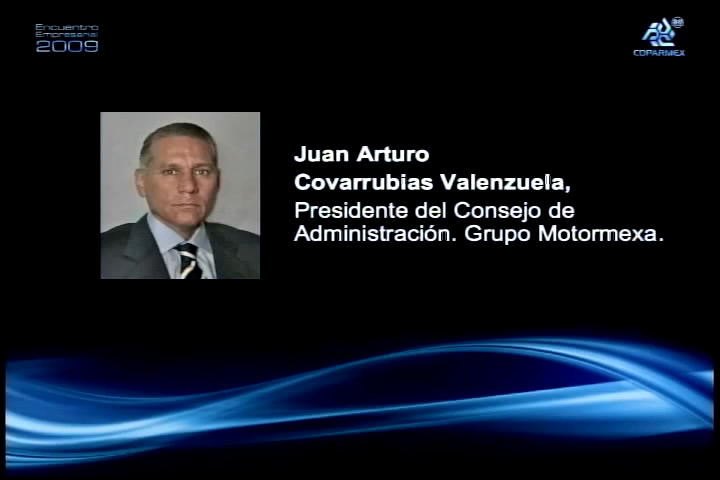 Encuentro
Empresarial
2009
COPARMEX
Juan Arturo
Covarrubias Valenzuela,
Presidente del Consejo de
Administración. Grupo Motormexa.